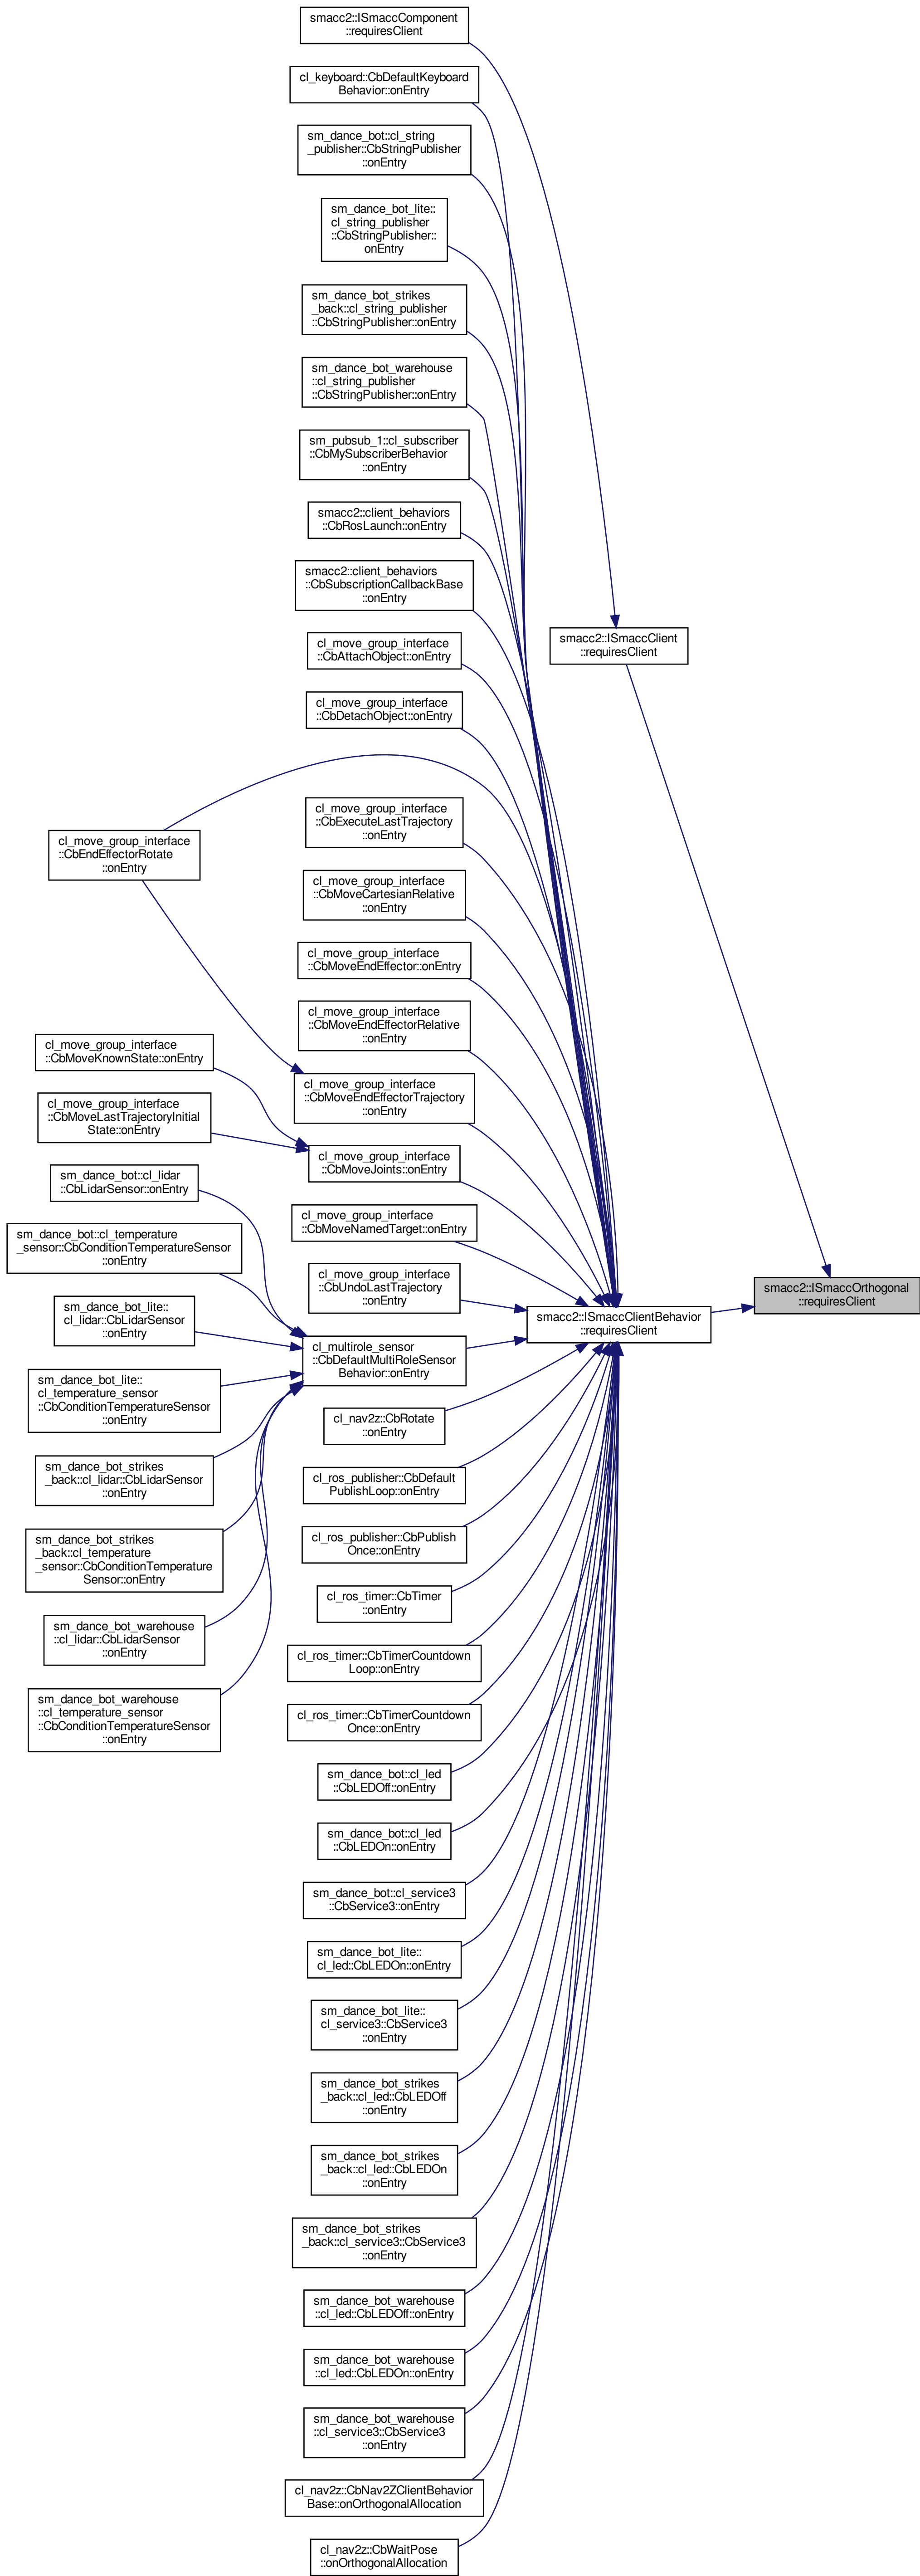 smacc2::ISmaccComponent
::requiresClient
cl_keyboard::CbDefaultKeyboard
Behavior::onEntry
sm_dance_bot::cl_string
_publisher::CbStringPublisher
::onEntry
sm_dance_bot_lite::
cl_string_publisher
::CbStringPublisher::
onEntry
sm_dance_bot_strikes
_back::cl_string_publisher
::CbStringPublisher::onEntry
sm_dance_bot_warehouse
::cl_string_publisher
::CbStringPublisher::onEntry
sm_pubsub_1::cl_subscriber
::CbMySubscriberBehavior
::onEntry
smacc2::client_behaviors
::CbRosLaunch::onEntry
smacc2::client_behaviors
::CbSubscriptionCallbackBase
::onEntry
smacc2::ISmaccClient
::requiresClient
cl_move_group_interface
::CbAttachObject::onEntry
cl_move_group_interface
::CbDetachObject::onEntry
cl_move_group_interface
::CbExecuteLastTrajectory
::onEntry
cl_move_group_interface
::CbEndEffectorRotate
::onEntry
cl_move_group_interface
::CbMoveCartesianRelative
::onEntry
cl_move_group_interface
::CbMoveEndEffector::onEntry
cl_move_group_interface
::CbMoveEndEffectorRelative
::onEntry
cl_move_group_interface
::CbMoveKnownState::onEntry
cl_move_group_interface
::CbMoveEndEffectorTrajectory
::onEntry
cl_move_group_interface
::CbMoveLastTrajectoryInitial
State::onEntry
cl_move_group_interface
::CbMoveJoints::onEntry
sm_dance_bot::cl_lidar
::CbLidarSensor::onEntry
cl_move_group_interface
::CbMoveNamedTarget::onEntry
sm_dance_bot::cl_temperature
_sensor::CbConditionTemperatureSensor
::onEntry
cl_move_group_interface
::CbUndoLastTrajectory
::onEntry
smacc2::ISmaccOrthogonal
::requiresClient
sm_dance_bot_lite::
cl_lidar::CbLidarSensor
::onEntry
smacc2::ISmaccClientBehavior
::requiresClient
cl_multirole_sensor
::CbDefaultMultiRoleSensor
Behavior::onEntry
sm_dance_bot_lite::
cl_temperature_sensor
::CbConditionTemperatureSensor
::onEntry
cl_nav2z::CbRotate
::onEntry
sm_dance_bot_strikes
_back::cl_lidar::CbLidarSensor
::onEntry
cl_ros_publisher::CbDefault
PublishLoop::onEntry
sm_dance_bot_strikes
_back::cl_temperature
_sensor::CbConditionTemperature
Sensor::onEntry
cl_ros_publisher::CbPublish
Once::onEntry
cl_ros_timer::CbTimer
::onEntry
sm_dance_bot_warehouse
::cl_lidar::CbLidarSensor
::onEntry
cl_ros_timer::CbTimerCountdown
Loop::onEntry
sm_dance_bot_warehouse
::cl_temperature_sensor
::CbConditionTemperatureSensor
::onEntry
cl_ros_timer::CbTimerCountdown
Once::onEntry
sm_dance_bot::cl_led
::CbLEDOff::onEntry
sm_dance_bot::cl_led
::CbLEDOn::onEntry
sm_dance_bot::cl_service3
::CbService3::onEntry
sm_dance_bot_lite::
cl_led::CbLEDOn::onEntry
sm_dance_bot_lite::
cl_service3::CbService3
::onEntry
sm_dance_bot_strikes
_back::cl_led::CbLEDOff
::onEntry
sm_dance_bot_strikes
_back::cl_led::CbLEDOn
::onEntry
sm_dance_bot_strikes
_back::cl_service3::CbService3
::onEntry
sm_dance_bot_warehouse
::cl_led::CbLEDOff::onEntry
sm_dance_bot_warehouse
::cl_led::CbLEDOn::onEntry
sm_dance_bot_warehouse
::cl_service3::CbService3
::onEntry
cl_nav2z::CbNav2ZClientBehavior
Base::onOrthogonalAllocation
cl_nav2z::CbWaitPose
::onOrthogonalAllocation